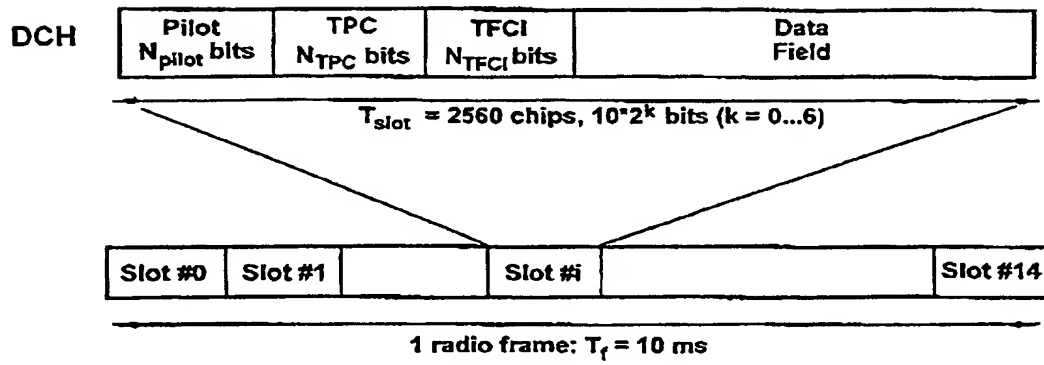 DCH
Pilot
N_pilot bits
TPC
N_TPC bits
TFCI
N_TFCI bits
Data
Field
T_slot = 2560 chips, 10*2^k bits (k = 0...6)
Slot #0
Slot #1
Slot #i
Slot #14
1 radio frame: T_f = 10 ms